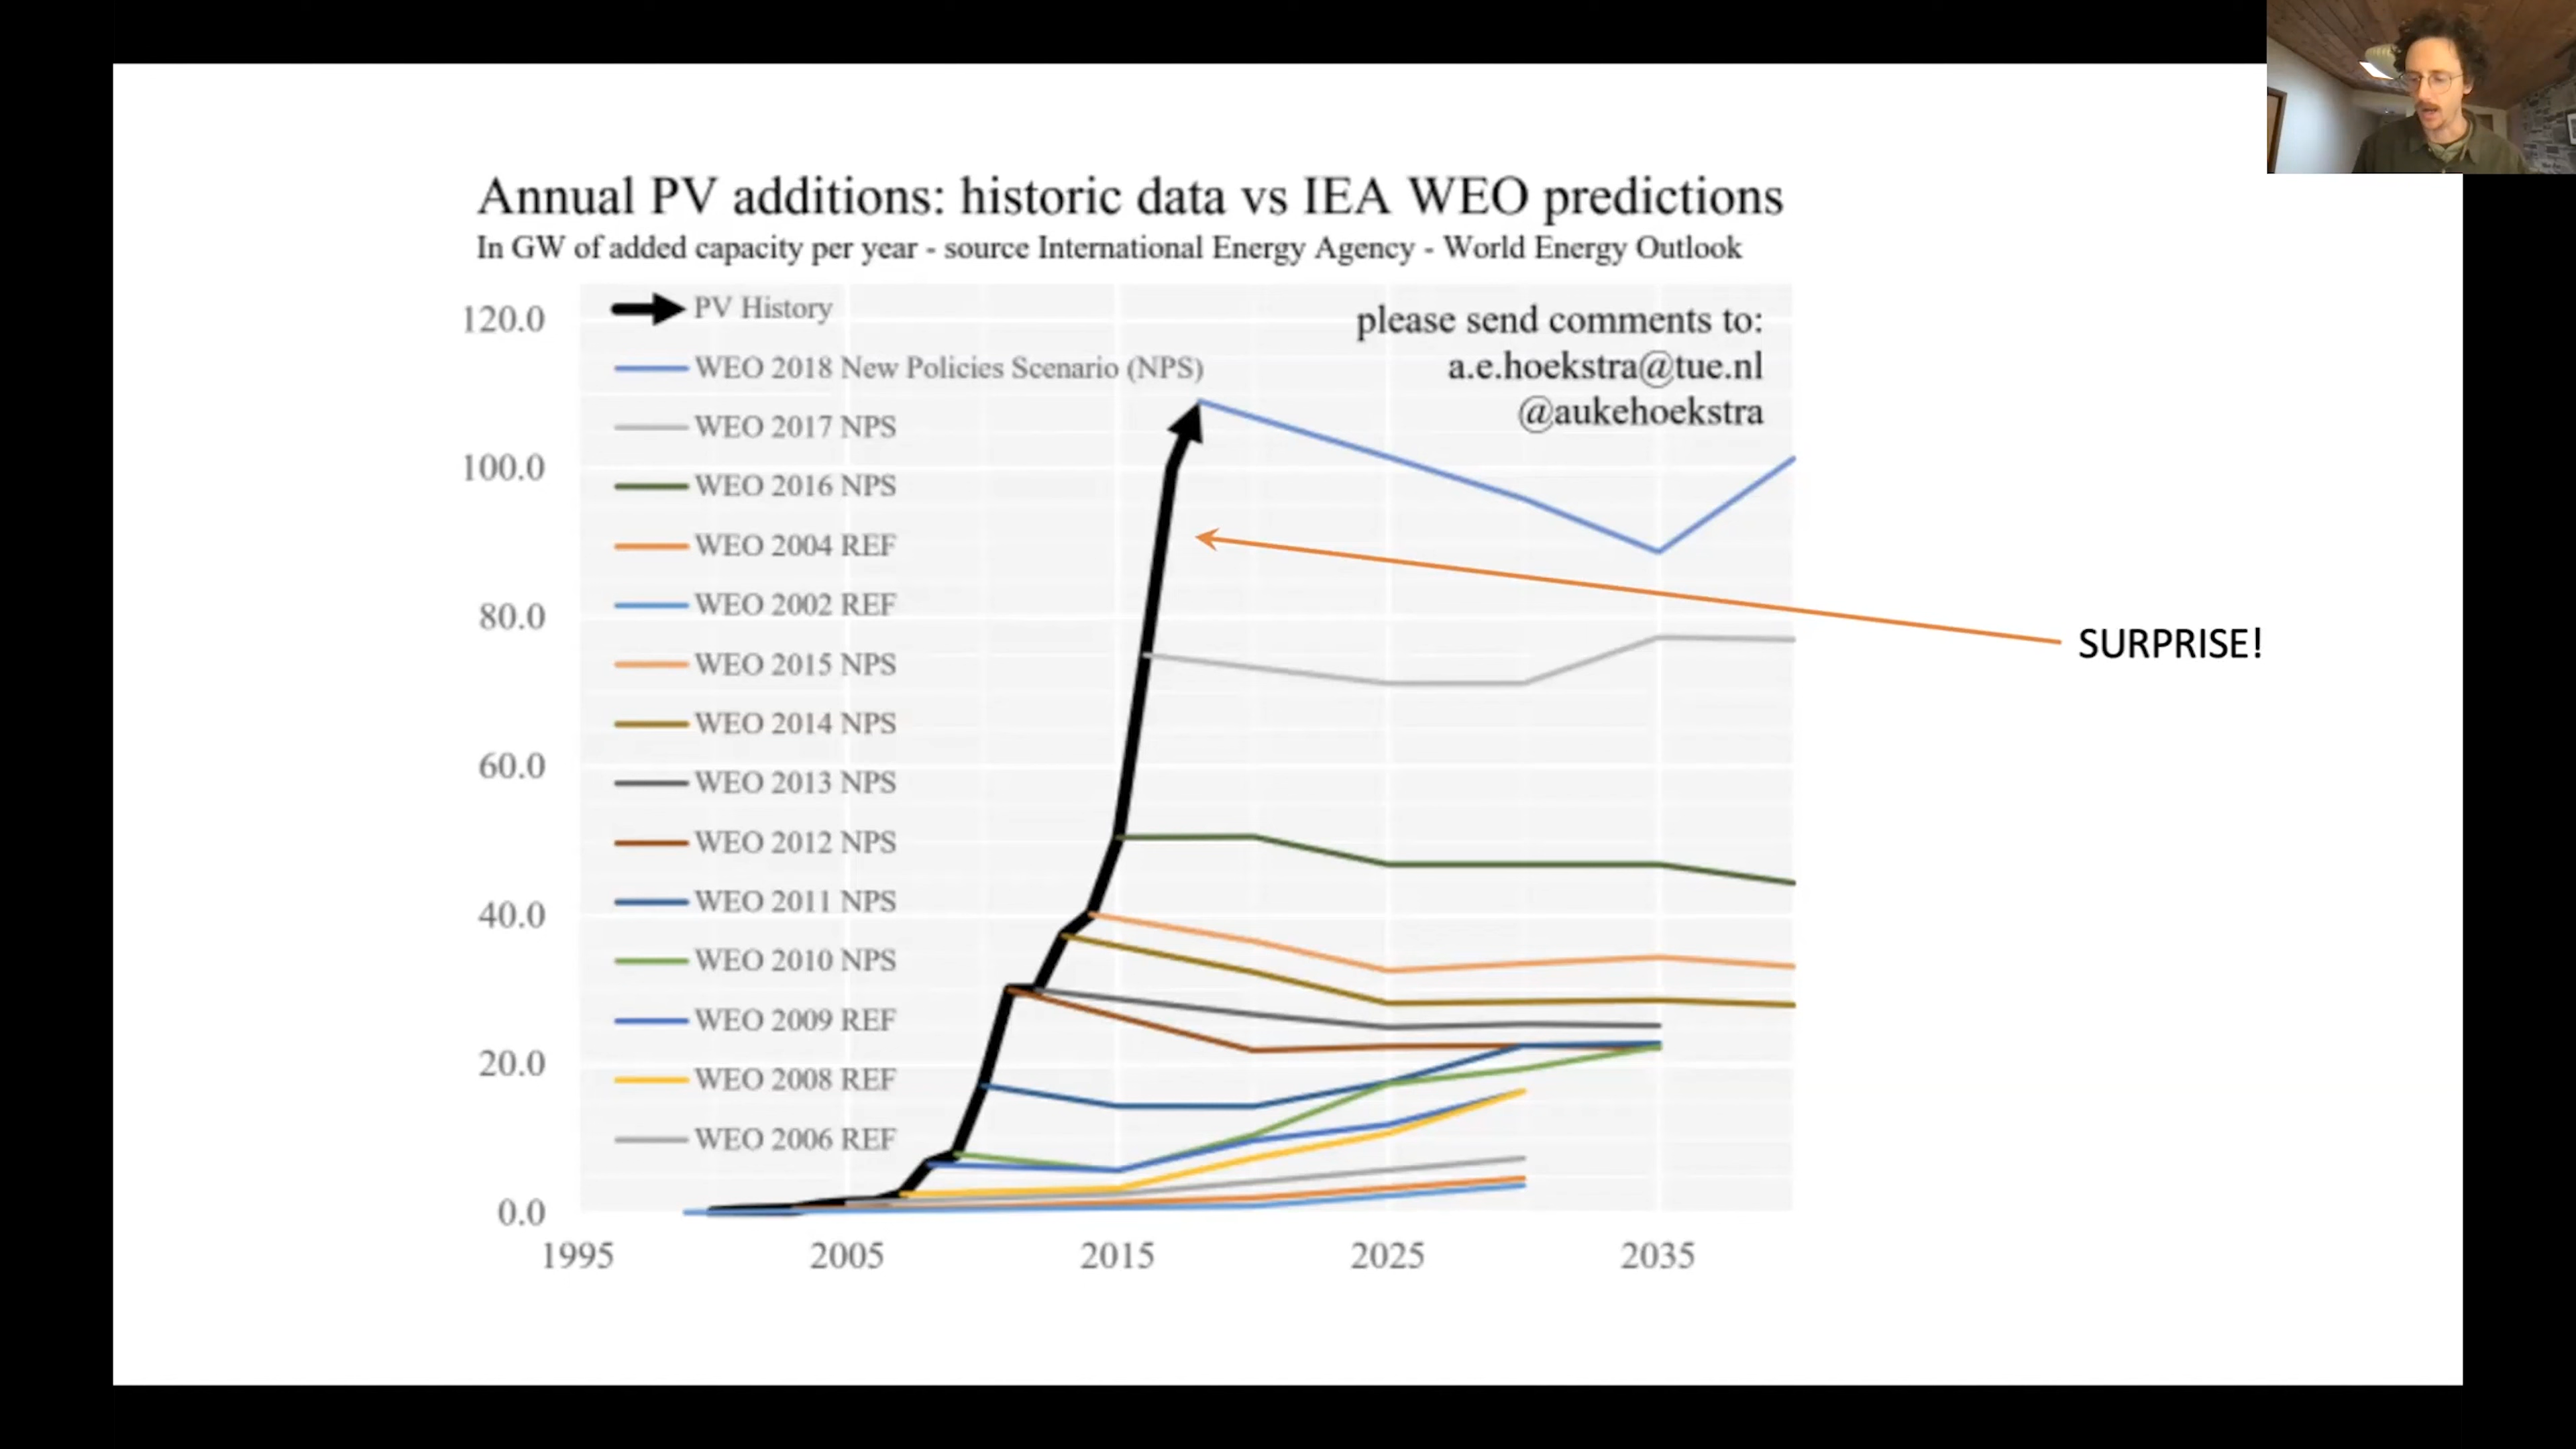 Annual PV additions: historic data vs IEA WEO predictions
In GW of added capacity per year - source International Energy Agency - World Energy Outlook
120.0
100.0
80.0
60.0
40.0
20.0
0.0
PV History
WEO 2018 New Policies Scenario (NPS)
WEO 2017 NPS
WEO 2016 NPS
WEO 2004 REF
WEO 2002 REF
WEO 2015 NPS
WEO 2014 NPS
WEO 2013 NPS
WEO 2012 NPS
WEO 2011 NPS
WEO 2010 NPS
WEO 2009 REF
WEO 2008 REF
WEO 2006 REF
please send comments to:
a.e.hoekstra@tue.nl
@aukehoekstra
SURPRISE!
1995 2005 2015 2025 2035